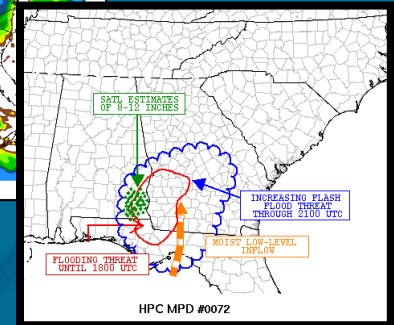 SATL ESTIMATES
OF 8-12 INCHES
INCREASING FLASH
FLOOD THREAT
THROUGH 2100 UTC
MOIST LOW-LEVEL
INFLOW
FLOODING THREAT
UNTIL 1800 UTC
HPC MPD #0072